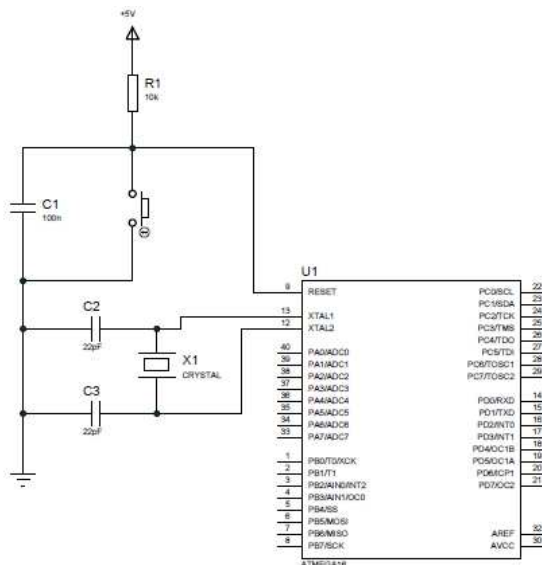 +5V
R1
10k
C1
100n
U1
9 RESET PC0/SCL 22
PC1/SDA 23
13 XTAL1 PC2/TCK 24
12 XTAL2 PC3/TMS 25
PC4/TDO 26
40 PA0/ADC0 PC5/TDI 27
39 PA1/ADC1 PC6/TOSC1 28
38 PA2/ADC2 PC7/TOSC2 29
37 PA3/ADC3
36 PA4/ADC4 PD0/RXD 14
35 PA5/ADC5 PD1/TXD 15
34 PA6/ADC6 PD2/INT0 16
33 PA7/ADC7 PD3/INT1 17
PD4/OC1B 18
1 PB0/T0/XCK PD5/OC1A 19
2 PB1/T1 PD6/ICP1 20
3 PB2/AIN0/INT2 PD7/OC2 21
4 PB3/AIN1/OC0
5 PB4/SS
6 PB5/MOSI
7 PB6/MISO AREF 32
8 PB7/SCK AVCC 30
ATMEGA16
C2
22pF
X1
CRYSTAL
C3
22pF